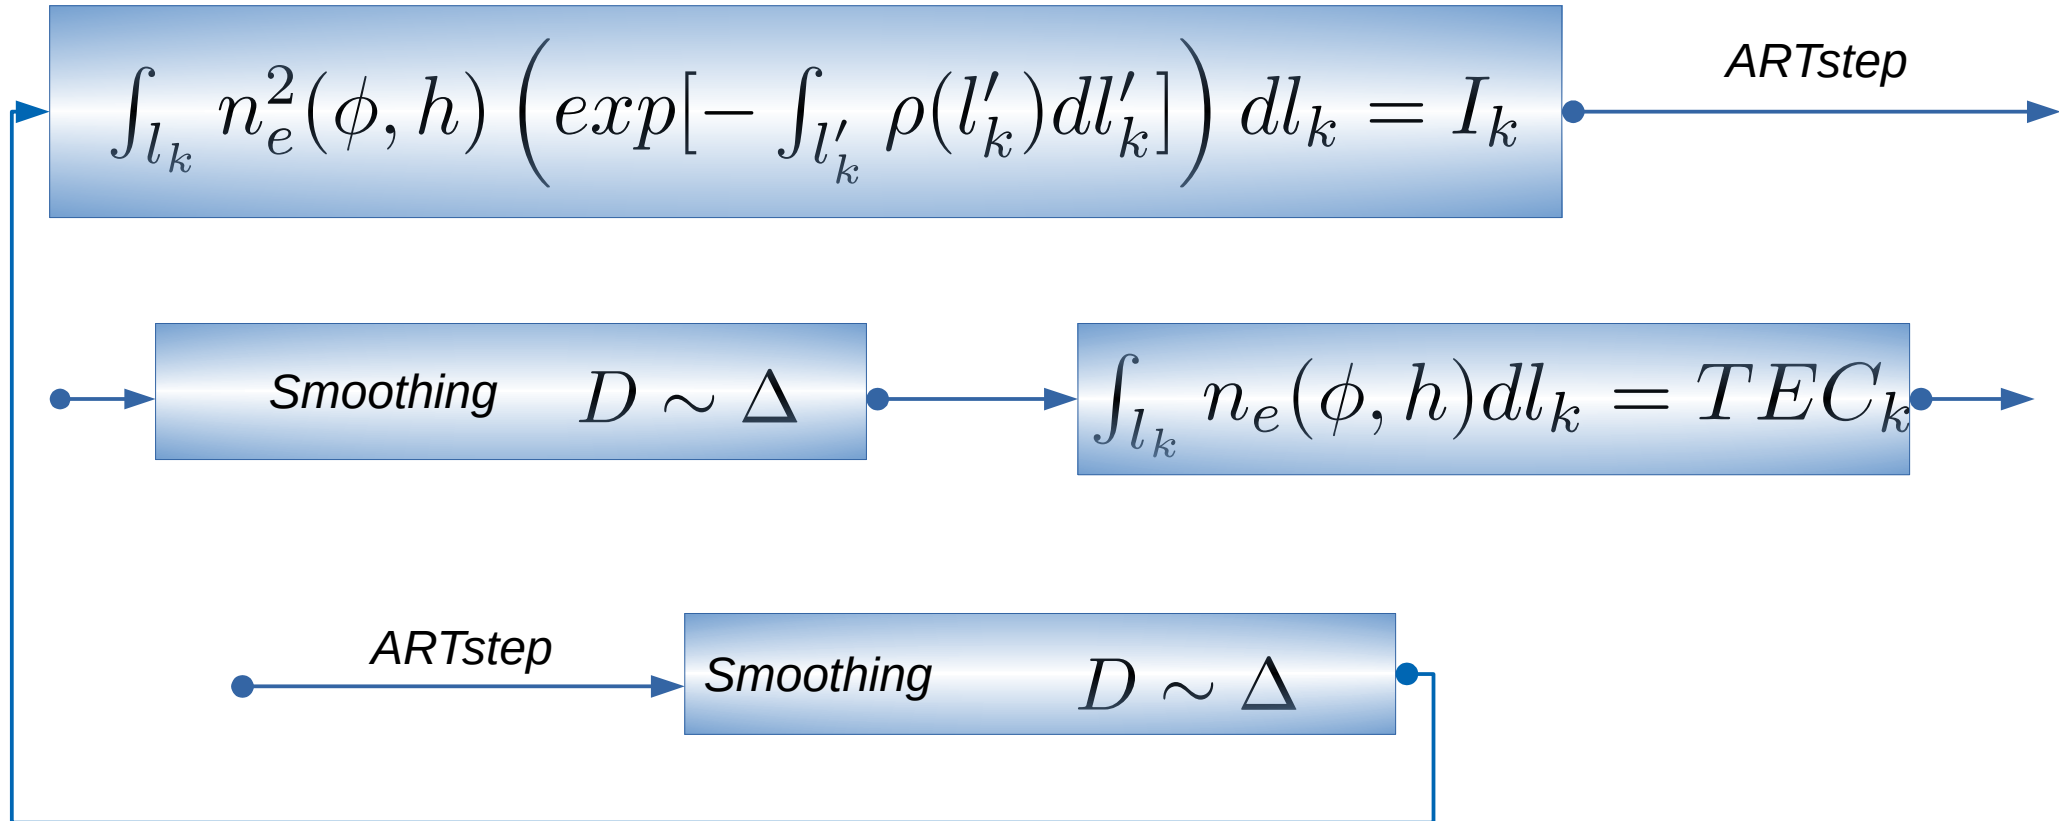 ∫_{l_k} n_e^2(ϕ, h) (exp[− ∫_{l′_k} ρ(l′_k)dl′_k]) dl_k = I_k ARTstep
Smoothing D ∼ Δ ∫_{l_k} n_e(ϕ, h)dl_k = TEC_k
ARTstep Smoothing D ∼ Δ